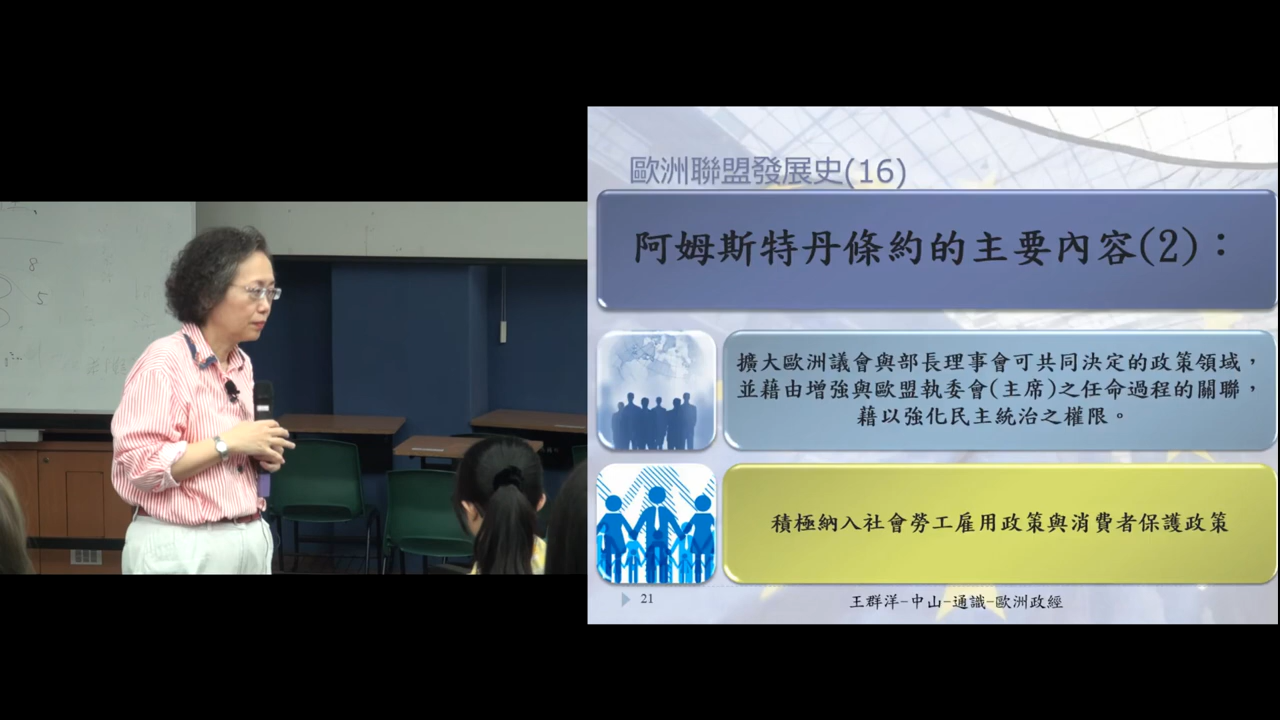 8
5
歐洲聯盟發展史(16)
阿姆斯特丹條約的主要內容(2)：
擴大歐洲議會與部長理事會可共同決定的政策領域，
並藉由增強與歐盟執委會(主席)之任命過程的關聯，
藉以強化民主統治之權限。
積極納入社會勞工雇用政策與消費者保護政策
21
王群洋-中山-通識-歐洲政經